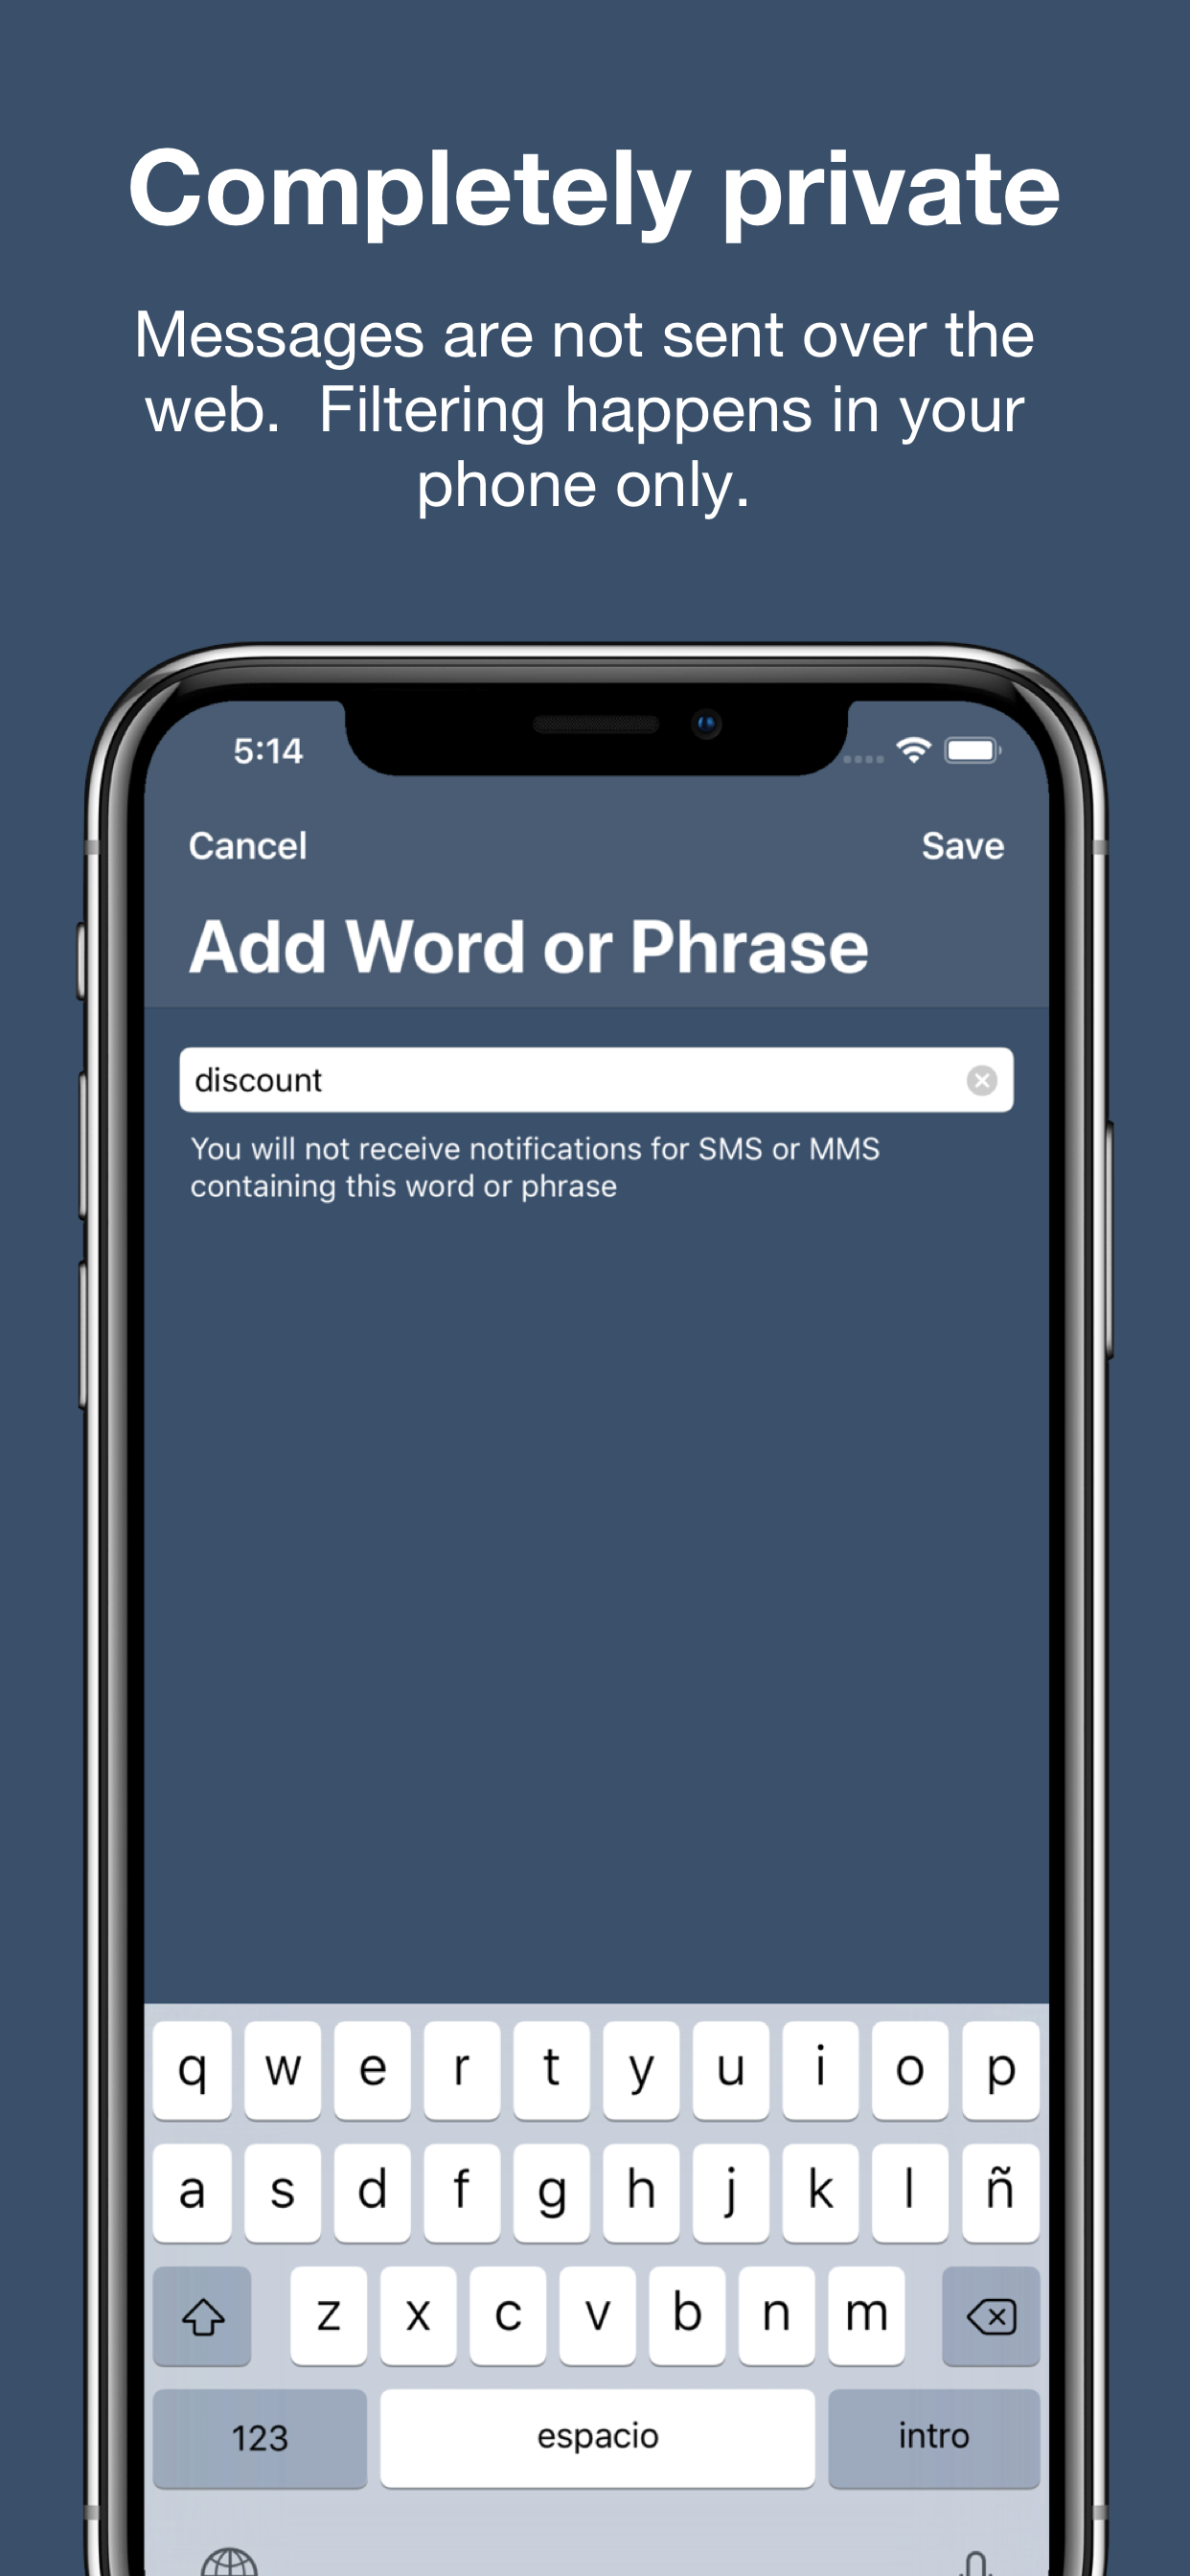 Completely private
Messages are not sent over the
web.  Filtering happens in your
phone only.
5:14
Cancel
Save
Add Word or Phrase
discount
You will not receive notifications for SMS or MMS
containing this word or phrase
q w e r t y u i o p
a s d f g h j k l ñ
z x c v b n m
123 espacio intro